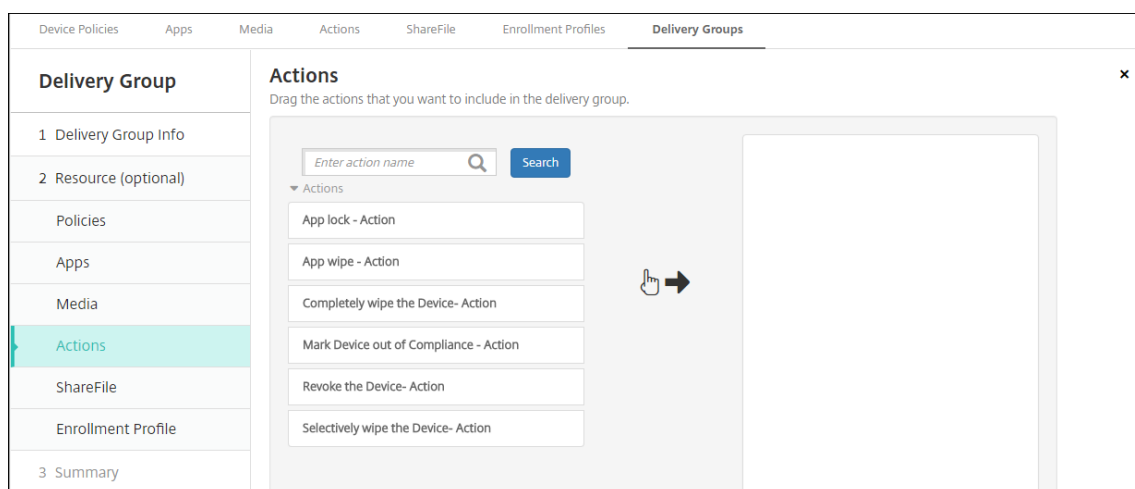 Device Policies Apps Media Actions ShareFile Enrollment Profiles Delivery Groups
Delivery Group
1 Delivery Group Info
2 Resource (optional)
Policies
Apps
Media
Actions
ShareFile
Enrollment Profile
3 Summary
Actions
×
Drag the actions that you want to include in the delivery group.
Enter action name
Search
Actions
App lock - Action
App wipe - Action
Completely wipe the Device- Action
Mark Device out of Compliance - Action
Revoke the Device- Action
Selectively wipe the Device- Action